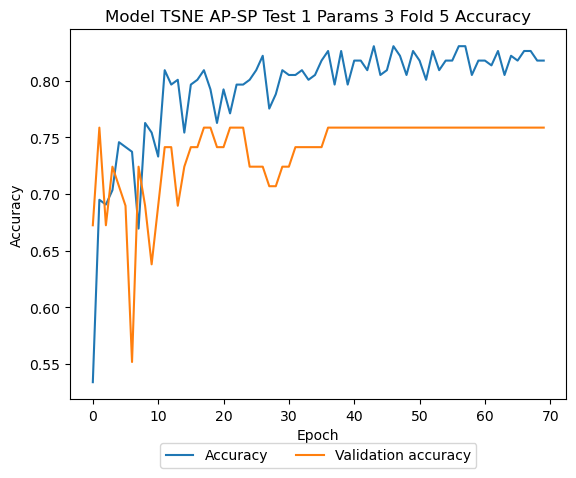 Model TSNE AP-SP Test 1 Params 3 Fold 5 Accuracy
Accuracy
0.80
0.75
0.70
0.65
0.60
0.55
0 10 20 30 40 50 60 70
Epoch
Accuracy Validation accuracy